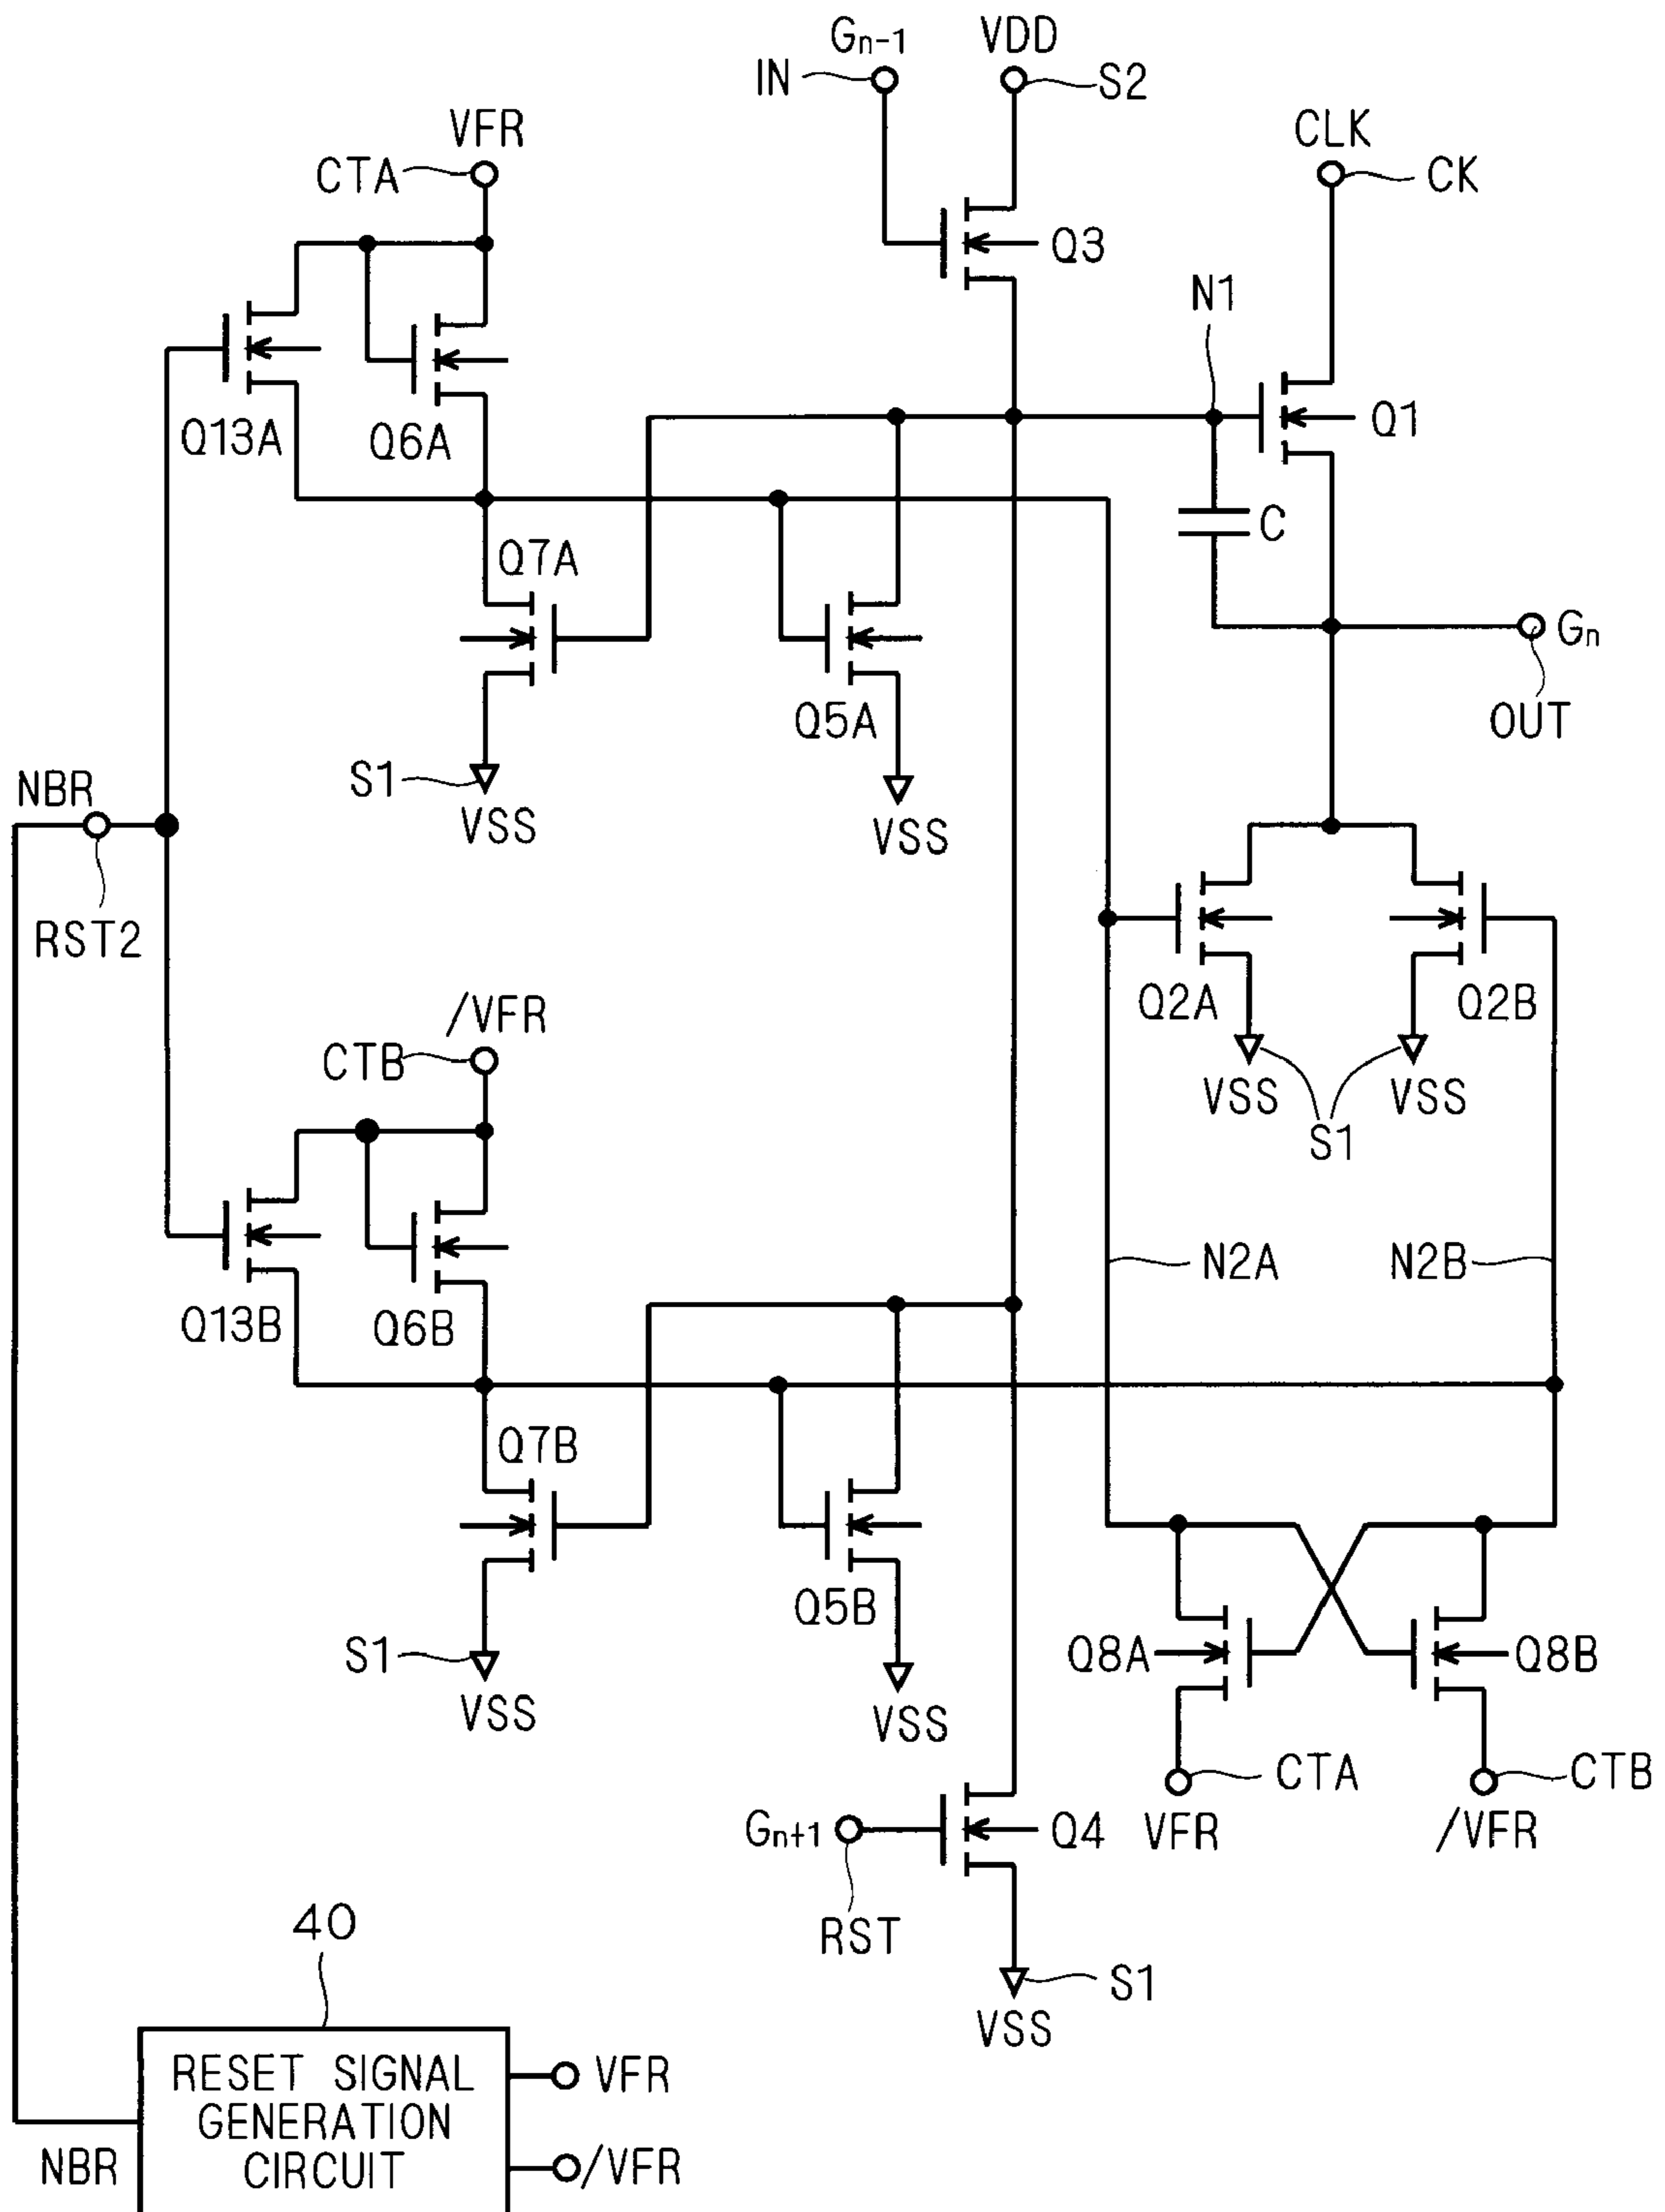 Gn-1 VDD
IN S2
VFR CLK
CTA CK
Q3
N1
Q13A Q6A Q1
Q7A C
Gn
Q5A OUT
S1
VSS VSS
NBR
RST2
Q2A Q2B
/VFR
CTB
VSS VSS
S1
N2A N2B
Q13B Q6B
Q7B
Q5B
S1 Q8A Q8B
VSS VSS
CTA CTB
Gn+1 Q4 VFR /VFR
RST
40
S1
VSS
RESET SIGNAL
GENERATION
CIRCUIT
VFR
NBR /VFR